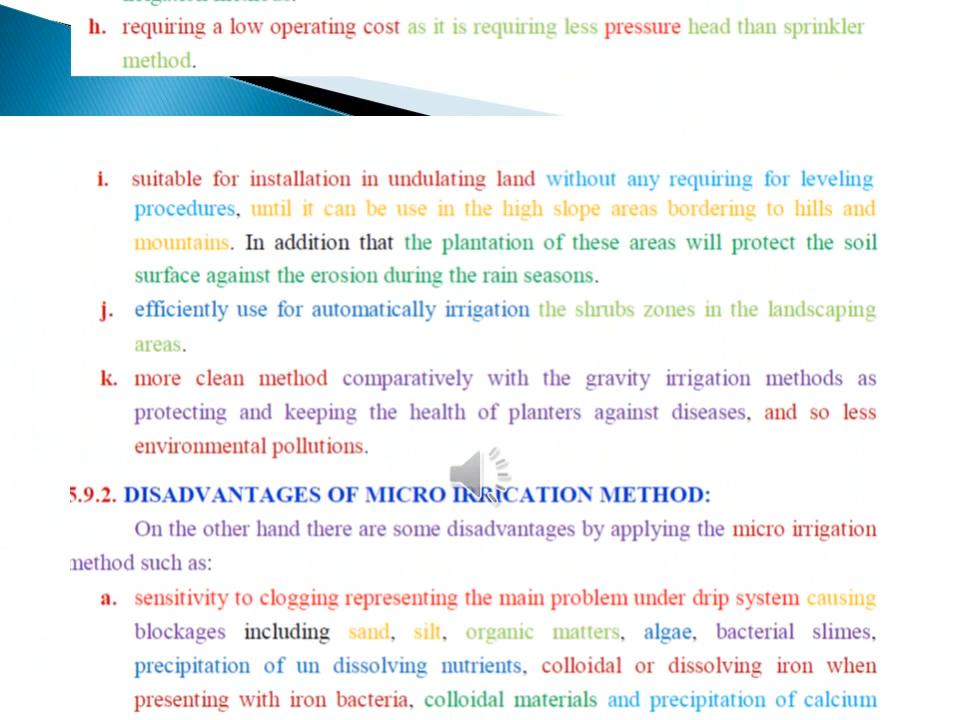 h. requiring a low operating cost as it is requiring less pressure head than sprinkler
method.
i. suitable for installation in undulating land without any requiring for leveling
procedures, until it can be use in the high slope areas bordering to hills and
mountains. In addition that the plantation of these areas will protect the soil
surface against the erosion during the rain seasons.
j. efficiently use for automatically irrigation the shrubs zones in the landscaping
areas.
k. more clean method comparatively with the gravity irrigation methods as
protecting and keeping the health of planters against diseases, and so less
environmental pollutions.
5.9.2. DISADVANTAGES OF MICRO IRRICATION METHOD:
On the other hand there are some disadvantages by applying the micro irrigation
method such as:
a. sensitivity to clogging representing the main problem under drip system causing
blockages including sand, silt, organic matters, algae, bacterial slimes,
precipitation of un dissolving nutrients, colloidal or dissolving iron when
presenting with iron bacteria, colloidal materials and precipitation of calcium